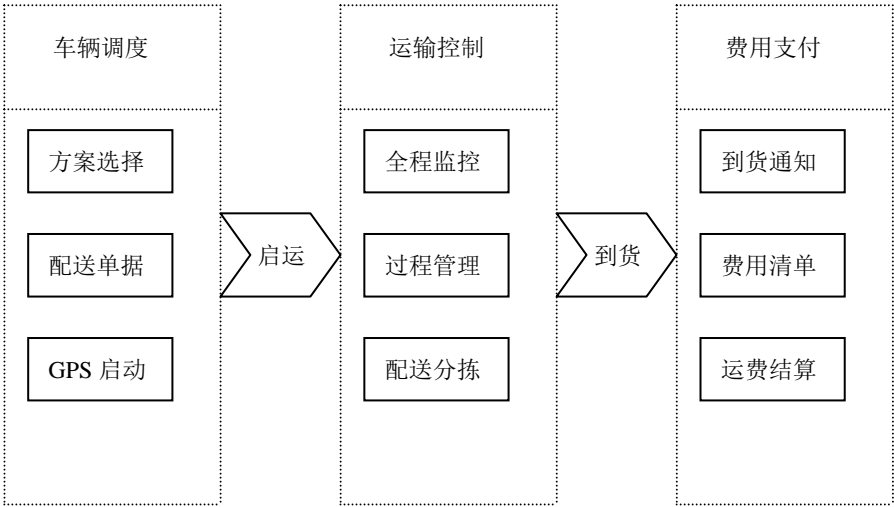 车辆调度
运输控制
费用支付
方案选择
全程监控
到货通知
启运
到货
配送单据
过程管理
费用清单
GPS 启动
配送分拣
运费结算